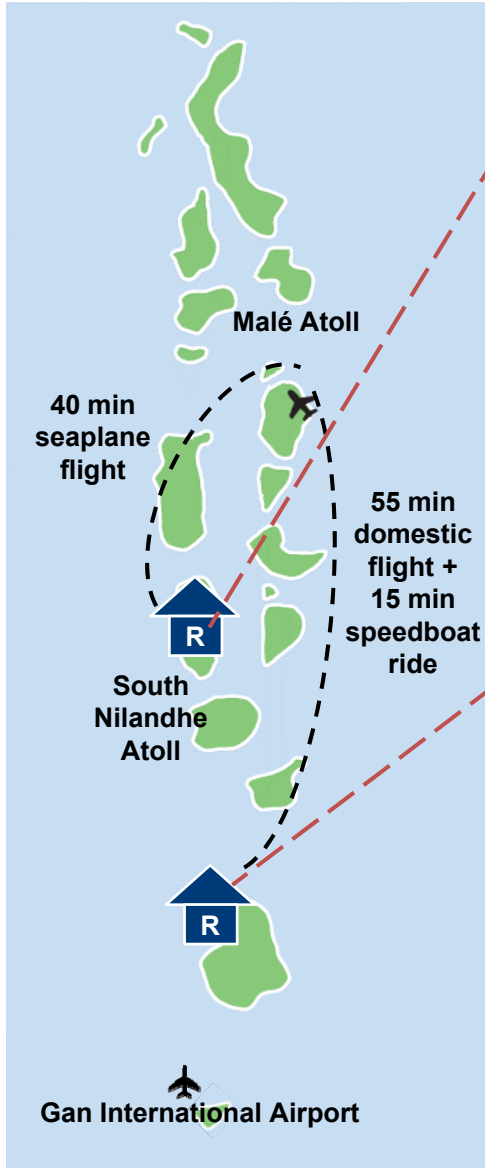 Malé Atoll
40 min
seaplane
flight
55 min
domestic
flight +
15 min
speedboat
ride
R
South
Nilandhe
Atoll
R
Gan International Airport